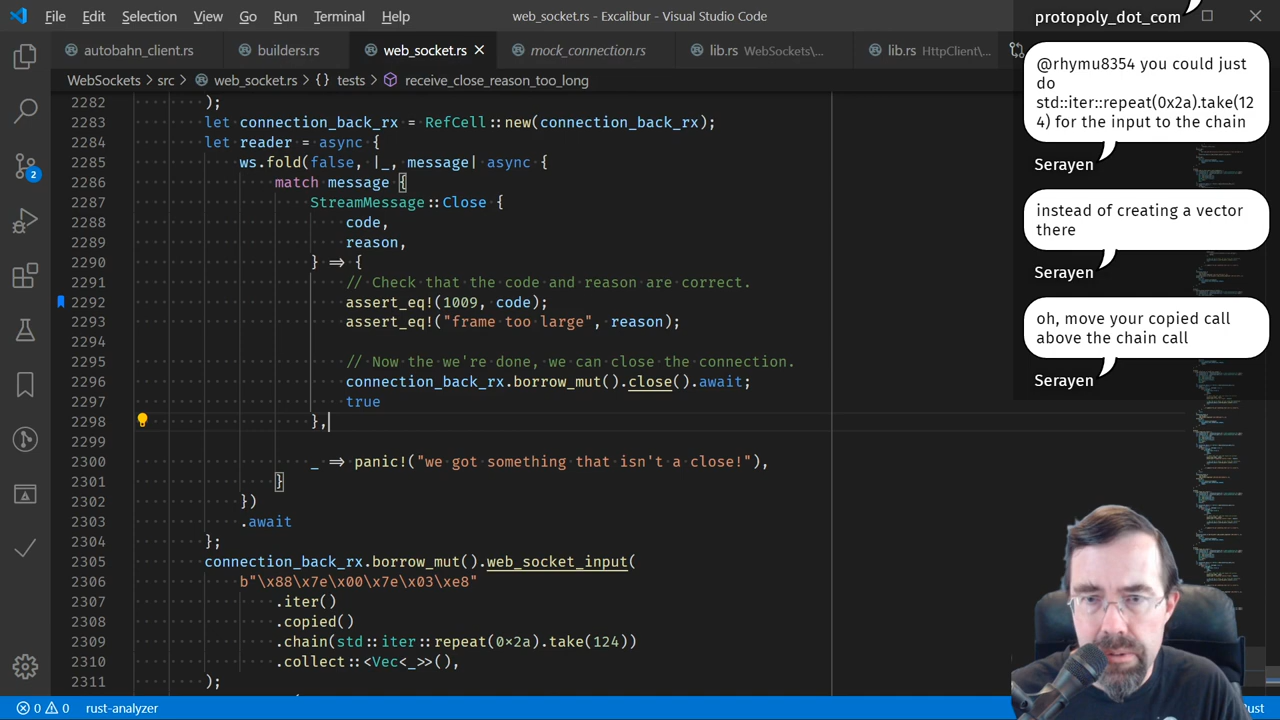 File Edit Selection View Go Run Terminal Help
web_socket.rs - Excalibur - Visual Studio Code
autobahn_client.rs builders.rs web_socket.rs mock_connection.rs lib.rs WebSockets\... lib.rs HttpClient\...
WebSockets > src > web_socket.rs > {} tests > receive_close_reason_too_long
2282 );
2283 let connection_back_rx = RefCell::new(connection_back_rx);
2284 let reader = async {
2285 ws.fold(false, |_, message| async {
2286 match message {
2287 StreamMessage::Close {
2288 code,
2289 reason,
2290 } => {
2291 // Check that the code and reason are correct.
2292 assert_eq!(1009, code);
2293 assert_eq!("frame too large", reason);
2294
2295 // Now the we're done, we can close the connection.
2296 connection_back_rx.borrow_mut().close().await;
2297 true
2298 },
2299
2300 _ => panic!("we got something that isn't a close!"),
2301 }
2302 })
2303 .await
2304 };
2305 connection_back_rx.borrow_mut().web_socket_input(
2306 b"\x88\x7e\x00\x7e\x03\xe8"
2307 .iter()
2308 .copied()
2309 .chain(std::iter::repeat(0×2a).take(124))
2310 .collect::<Vec<_>>(),
2311 );
protopoly_dot_com
@rhymu8354 you could just
do
std::iter::repeat(0x2a).take(12
4) for the input to the chain
Serayen
instead of creating a vector
there
Serayen
oh, move your copied call
above the chain call
Serayen
2
0 0 rust-analyzer